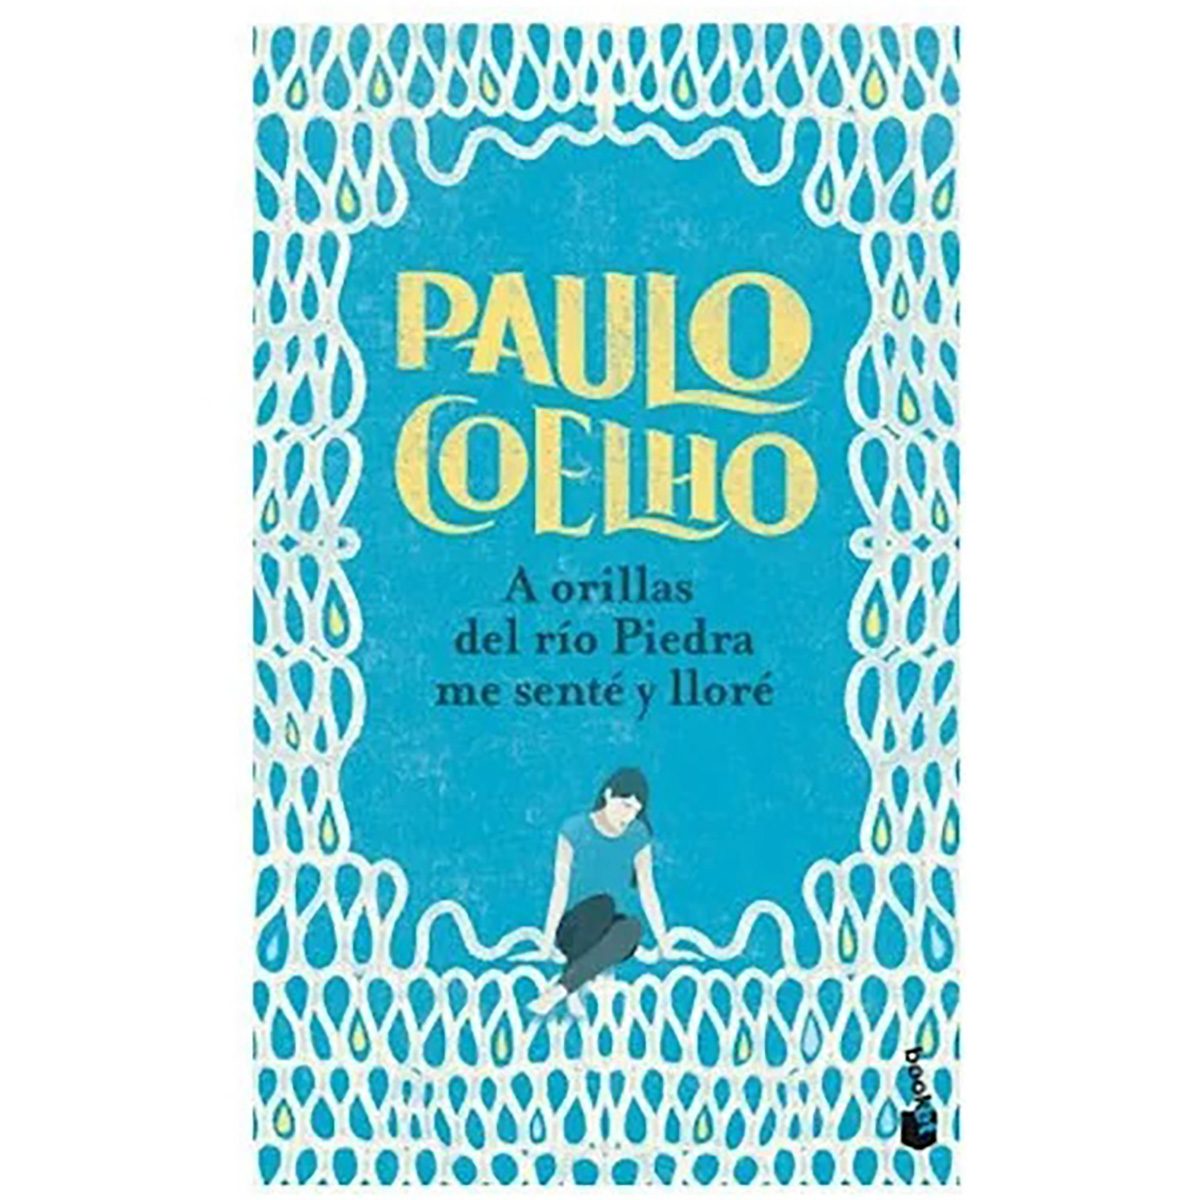 PAULO
COELHO
A orillas
del río Piedra
me senté y lloré
booket